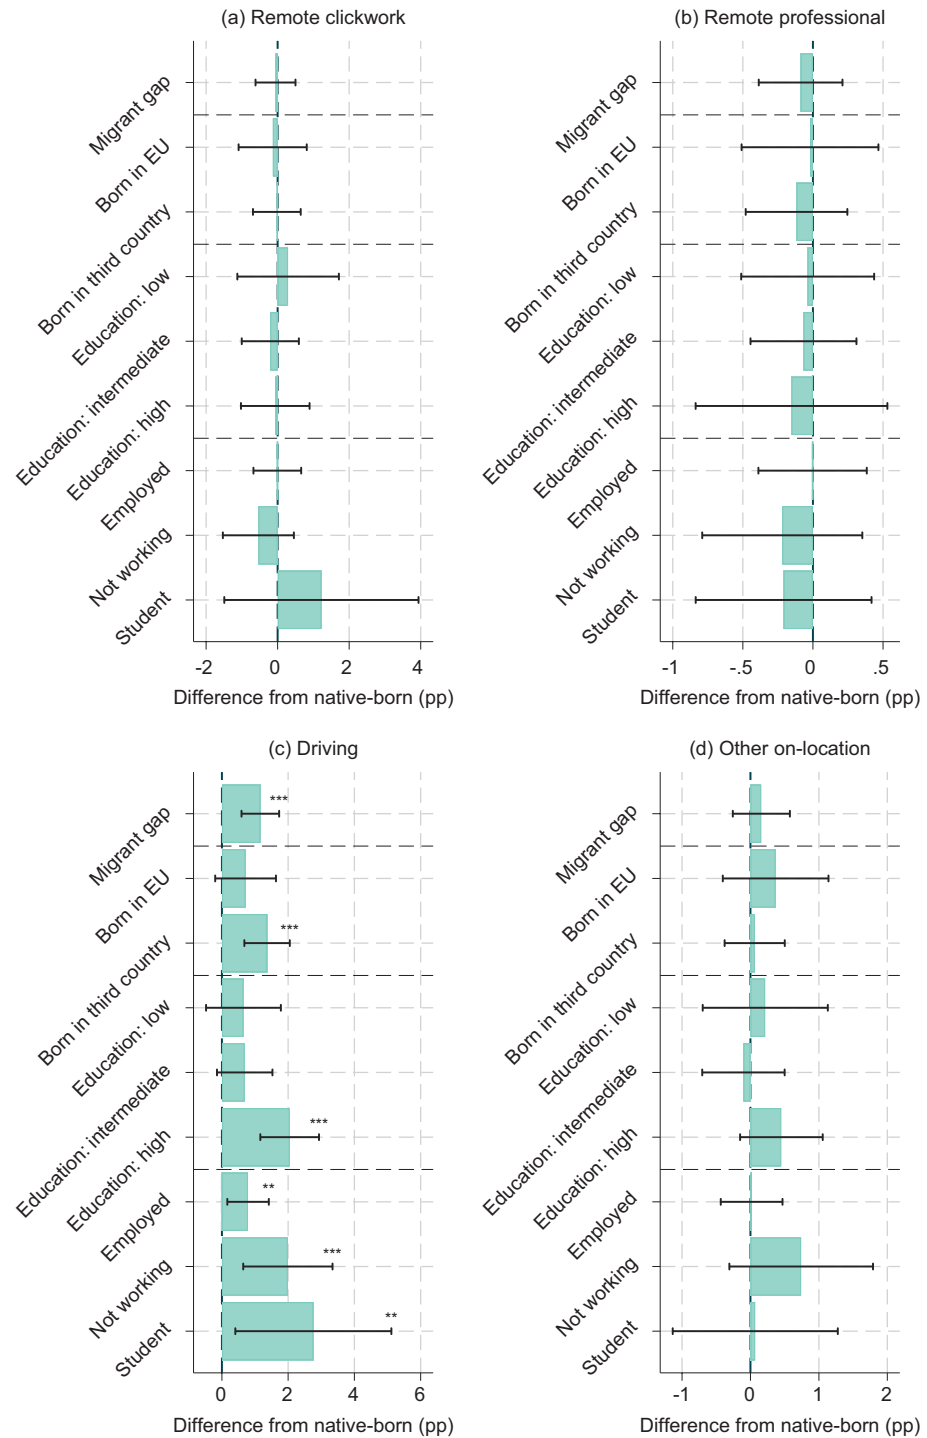 (a) Remote clickwork
Migrant gap
Born in EU
Born in third country
Education: low
Education: intermediate
Education: high
Employed
Not working
Student
-2 0 2 4
Difference from native-born (pp)
(b) Remote professional
Migrant gap
Born in EU
Born in third country
Education: low
Education: intermediate
Education: high
Employed
Not working
Student
-1 -.5 0 .5
Difference from native-born (pp)
(c) Driving
Migrant gap
***
Born in EU
Born in third country
***
Education: low
Education: intermediate
Education: high
***
Employed
**
Not working
***
Student
**
0 2 4 6
Difference from native-born (pp)
(d) Other on-location
Migrant gap
Born in EU
Born in third country
Education: low
Education: intermediate
Education: high
Employed
Not working
Student
-1 0 1 2
Difference from native-born (pp)